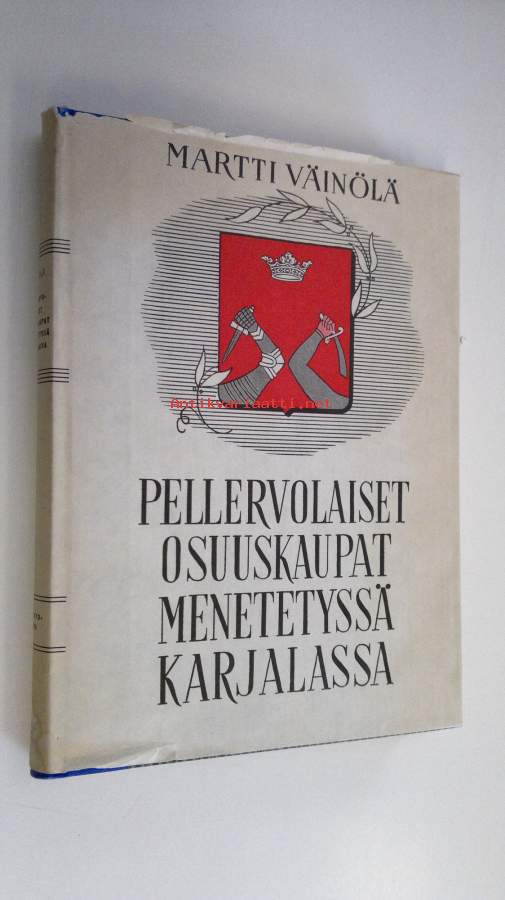 MARTTI VÄINÖLÄ
Antikvariaatti.net
PELLERVOLAISET
OSUUSKAUPAT
MENETETYSSÄ
KARJALASSA